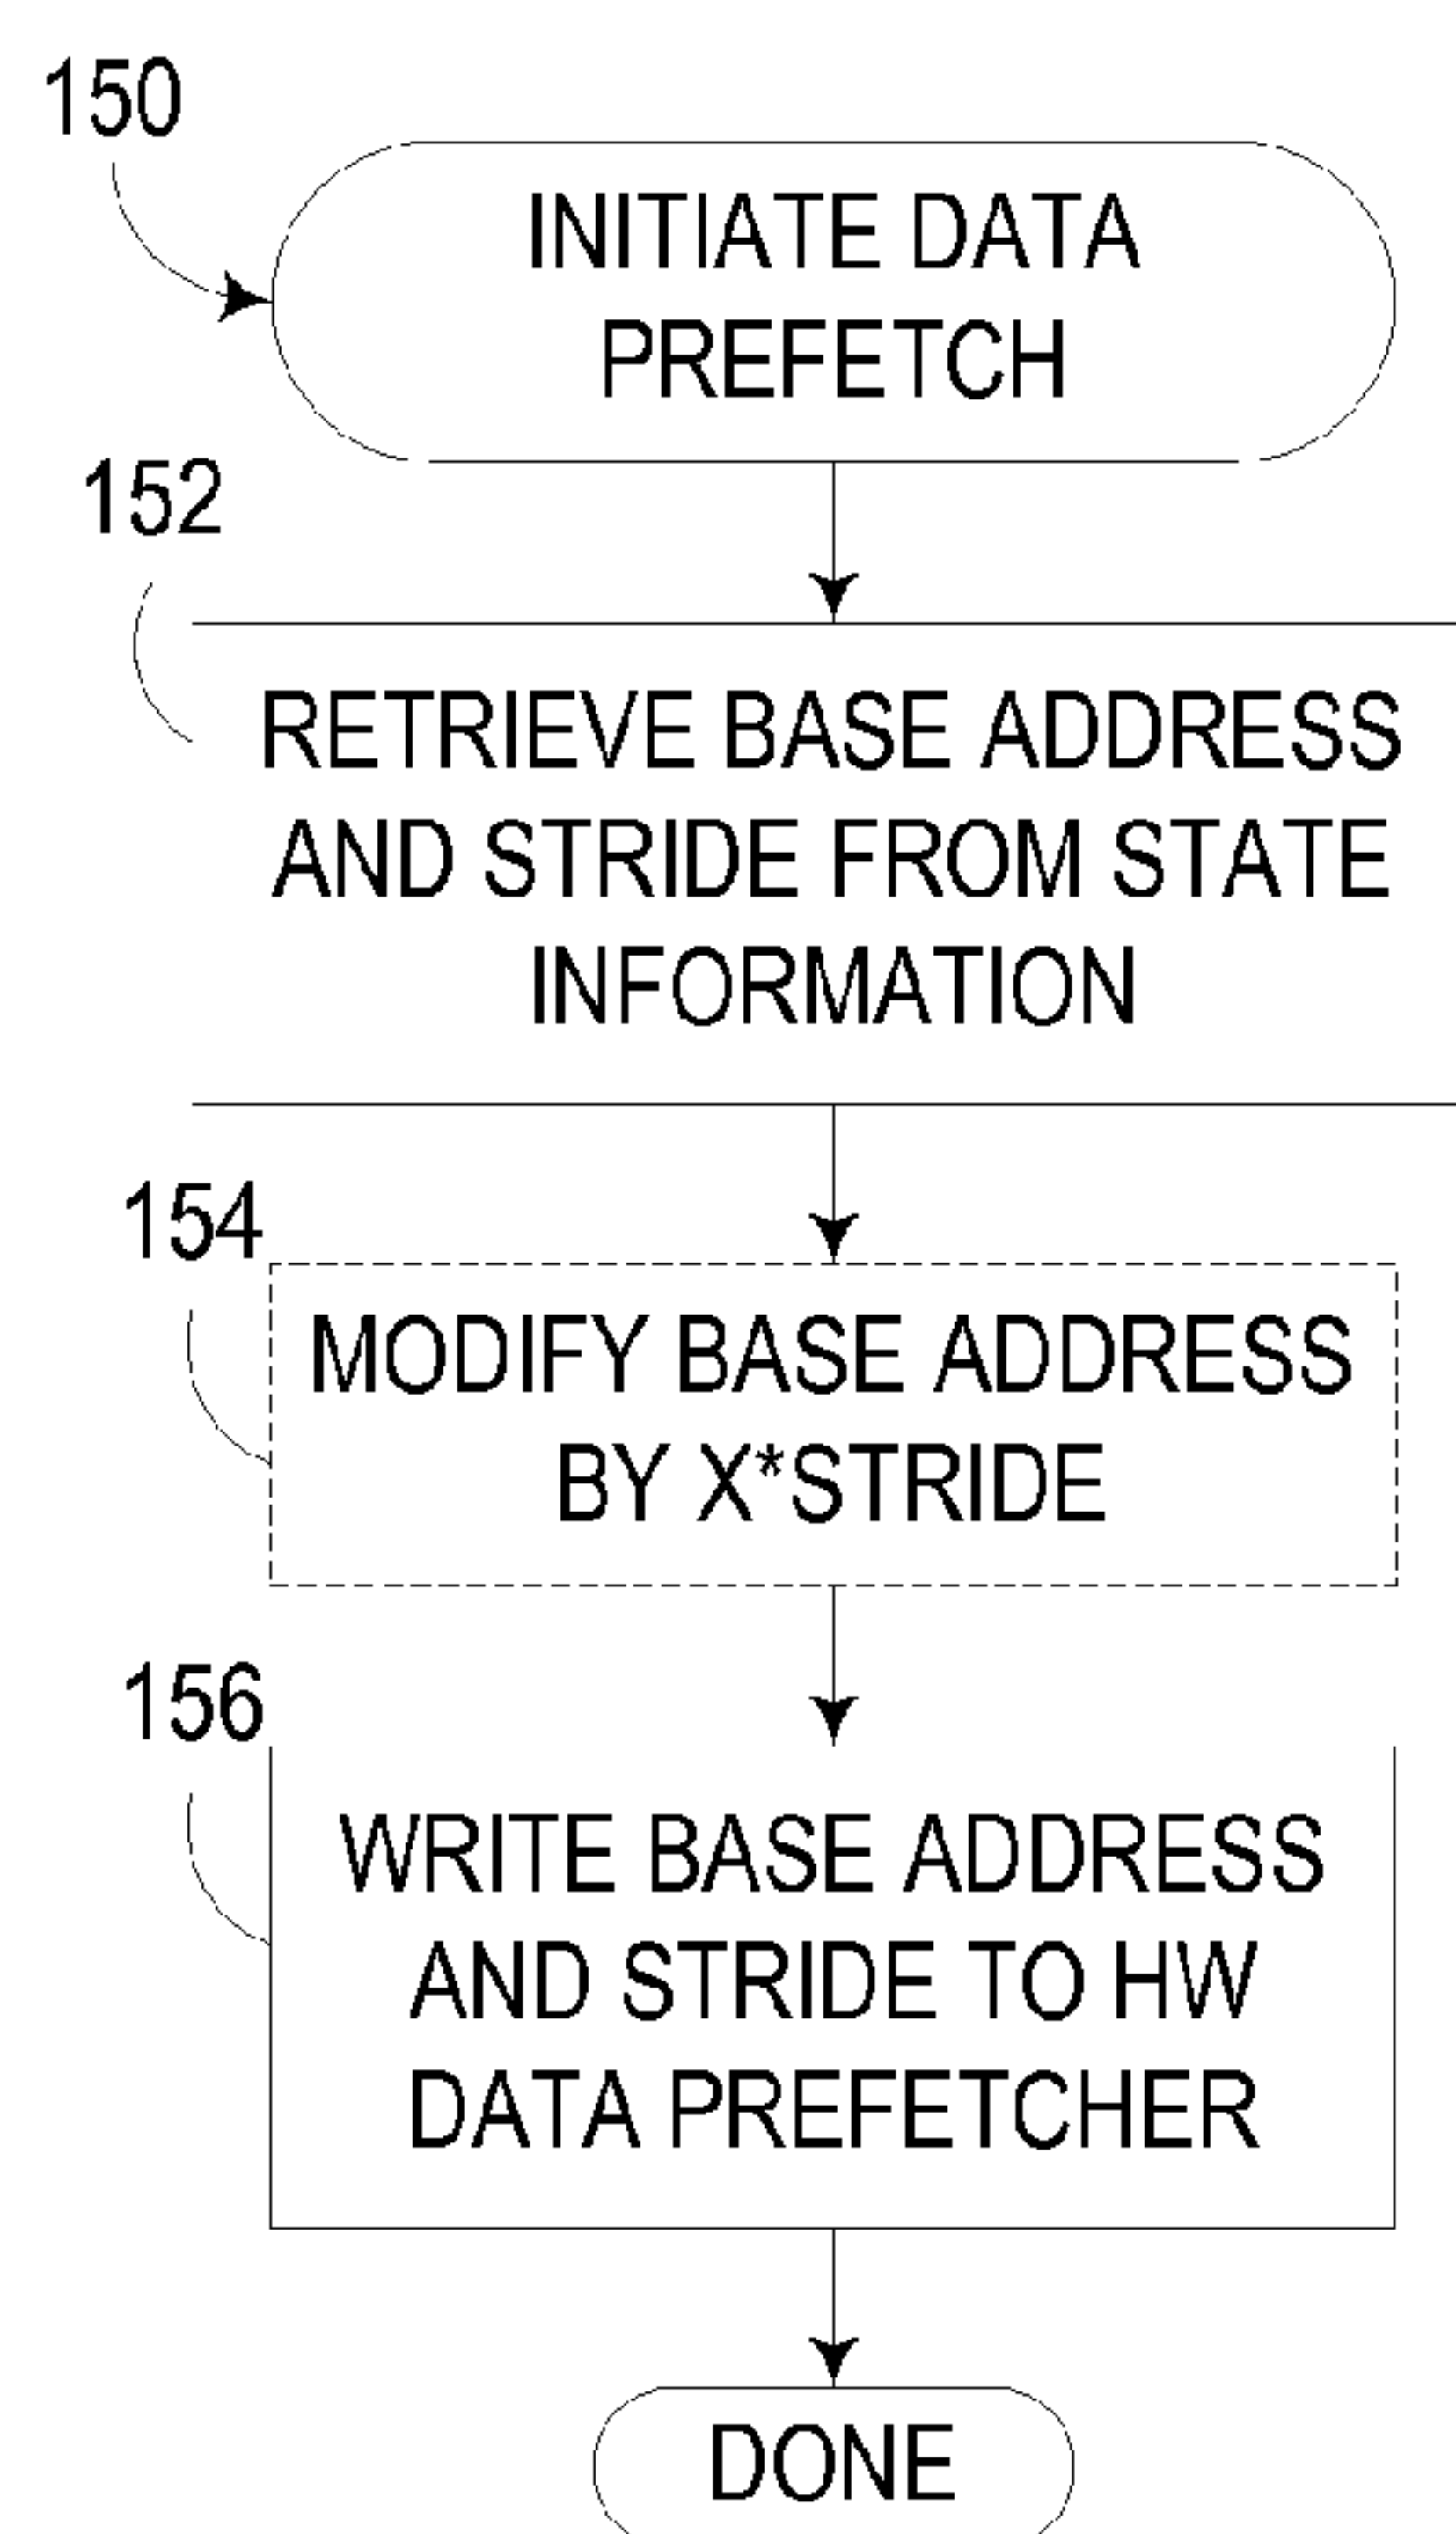 150
INITIATE DATA
PREFETCH
152
RETRIEVE BASE ADDRESS
AND STRIDE FROM STATE
INFORMATION
154
MODIFY BASE ADDRESS
BY X*STRIDE
156
WRITE BASE ADDRESS
AND STRIDE TO HW
DATA PREFETCHER
DONE